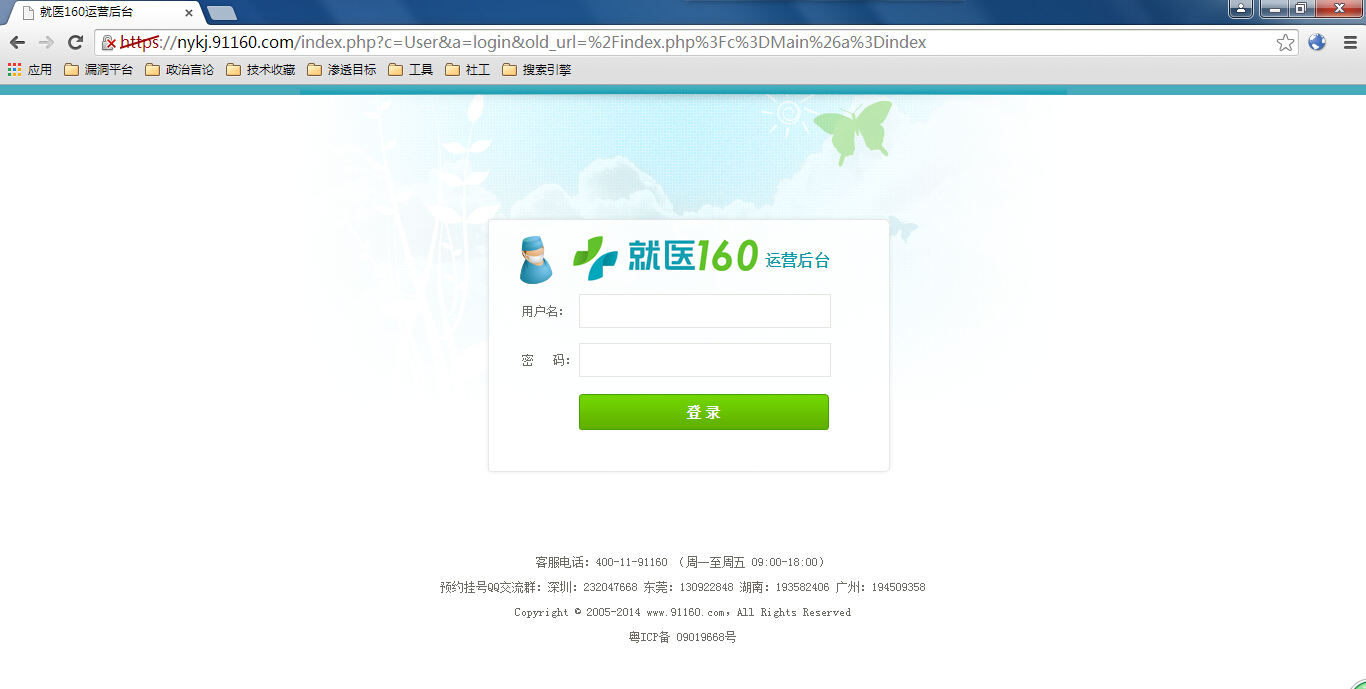 就医160运营后台
https://nykj.91160.com/index.php?c=User&a=login&old_url=%2Findex.php%3Fc%3DMain%26a%3Dindex
应用 漏洞平台 政治言论 技术收藏 渗透目标 工具 社工 搜索引擎
就医160 运营后台
用户名：
密 码：
登 录
客服电话：400-11-91160 （周一至周五 09:00-18:00）
预约挂号QQ交流群：深圳：232047668 东莞：130922848 湖南：193582406 广州：194509358
Copyright © 2005-2014 www.91160.com，All Rights Reserved
粤ICP备 09019668号